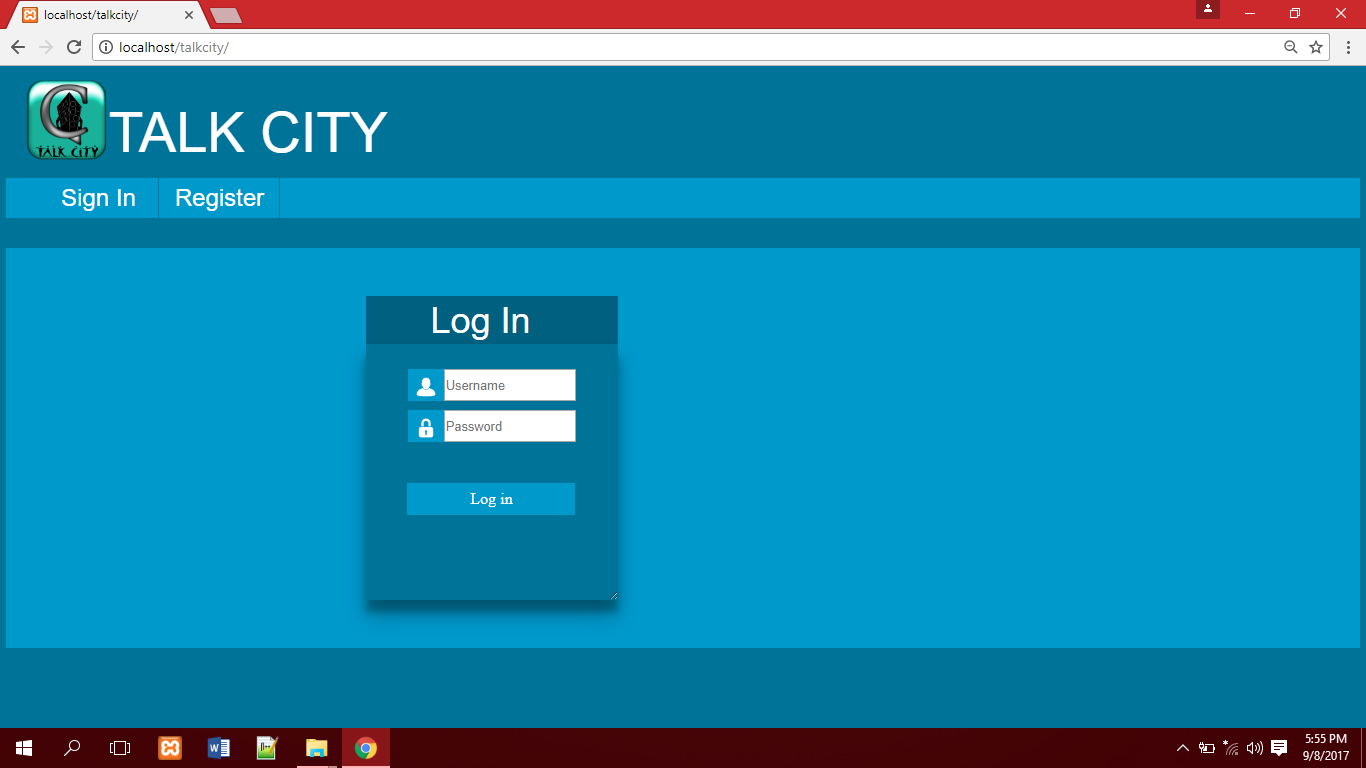 localhost/talkcity/
localhost/talkcity/
TALK CITY
TALK CITY
Sign In
Register
Log In
Username
Password
Log in
5:55 PM
9/8/2017